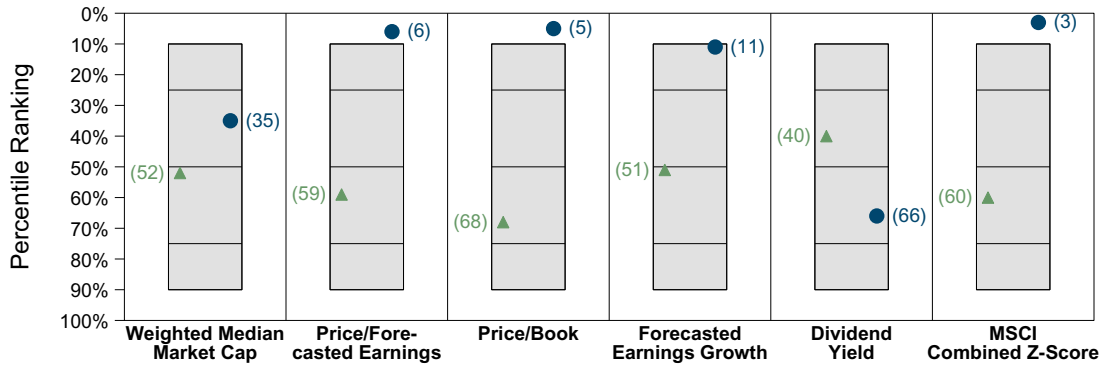 Percentile Ranking
0%
10%
20%
30%
40%
50%
60%
70%
80%
90%
100%
(52)
(35)
(59)
(6)
(68)
(5)
(51)
(11)
(40)
(66)
(60)
(3)
Weighted Median
Market Cap
Price/Fore-
casted Earnings
Price/Book
Forecasted
Earnings Growth
Dividend
Yield
MSCI
Combined Z-Score